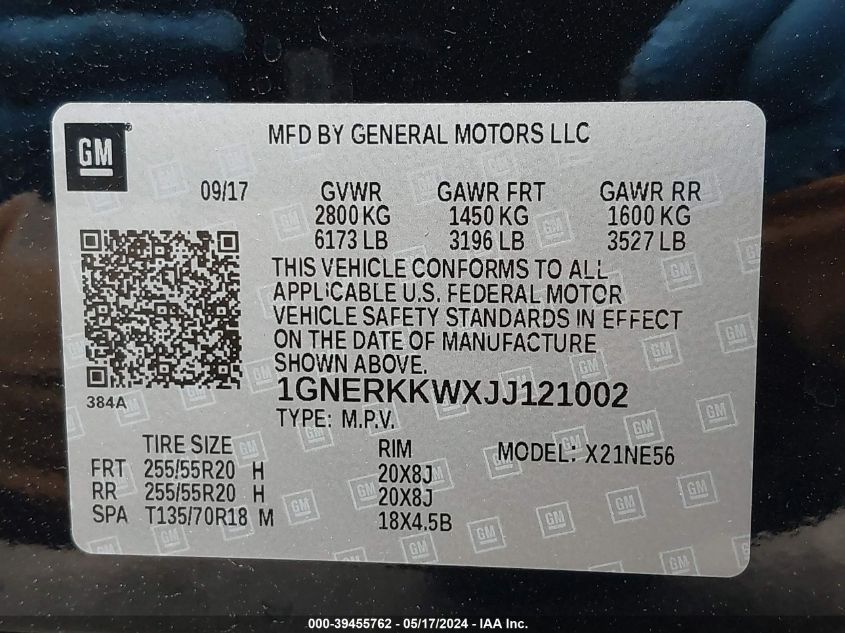 GM
MFD BY GENERAL MOTORS LLC
09/17 GVWR GAWR FRT GAWR RR
2800 KG 1450 KG 1600 KG
6173 LB 3196 LB 3527 LB
THIS VEHICLE CONFORMS TO ALL
APPLICABLE U.S. FEDERAL MOTOR
VEHICLE SAFETY STANDARDS IN EFFECT
ON THE DATE OF MANUFACTURE
SHOWN ABOVE.
384A
1GNERKKWXJJ121002
TYPE: M.P.V.
TIRE SIZE RIM MODEL: X21NE56
FRT 255/55R20 H 20X8J
RR 255/55R20 H 20X8J
SPA T135/70R18 M 18X4.5B
000-39455762 - 05/17/2024 - IAA Inc.